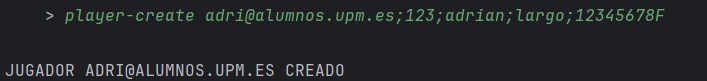 > player-create adri@alumnos.upm.es;123;adrian;largo;12345678F
JUGADOR ADRI@ALUMNOS.UPM.ES CREADO